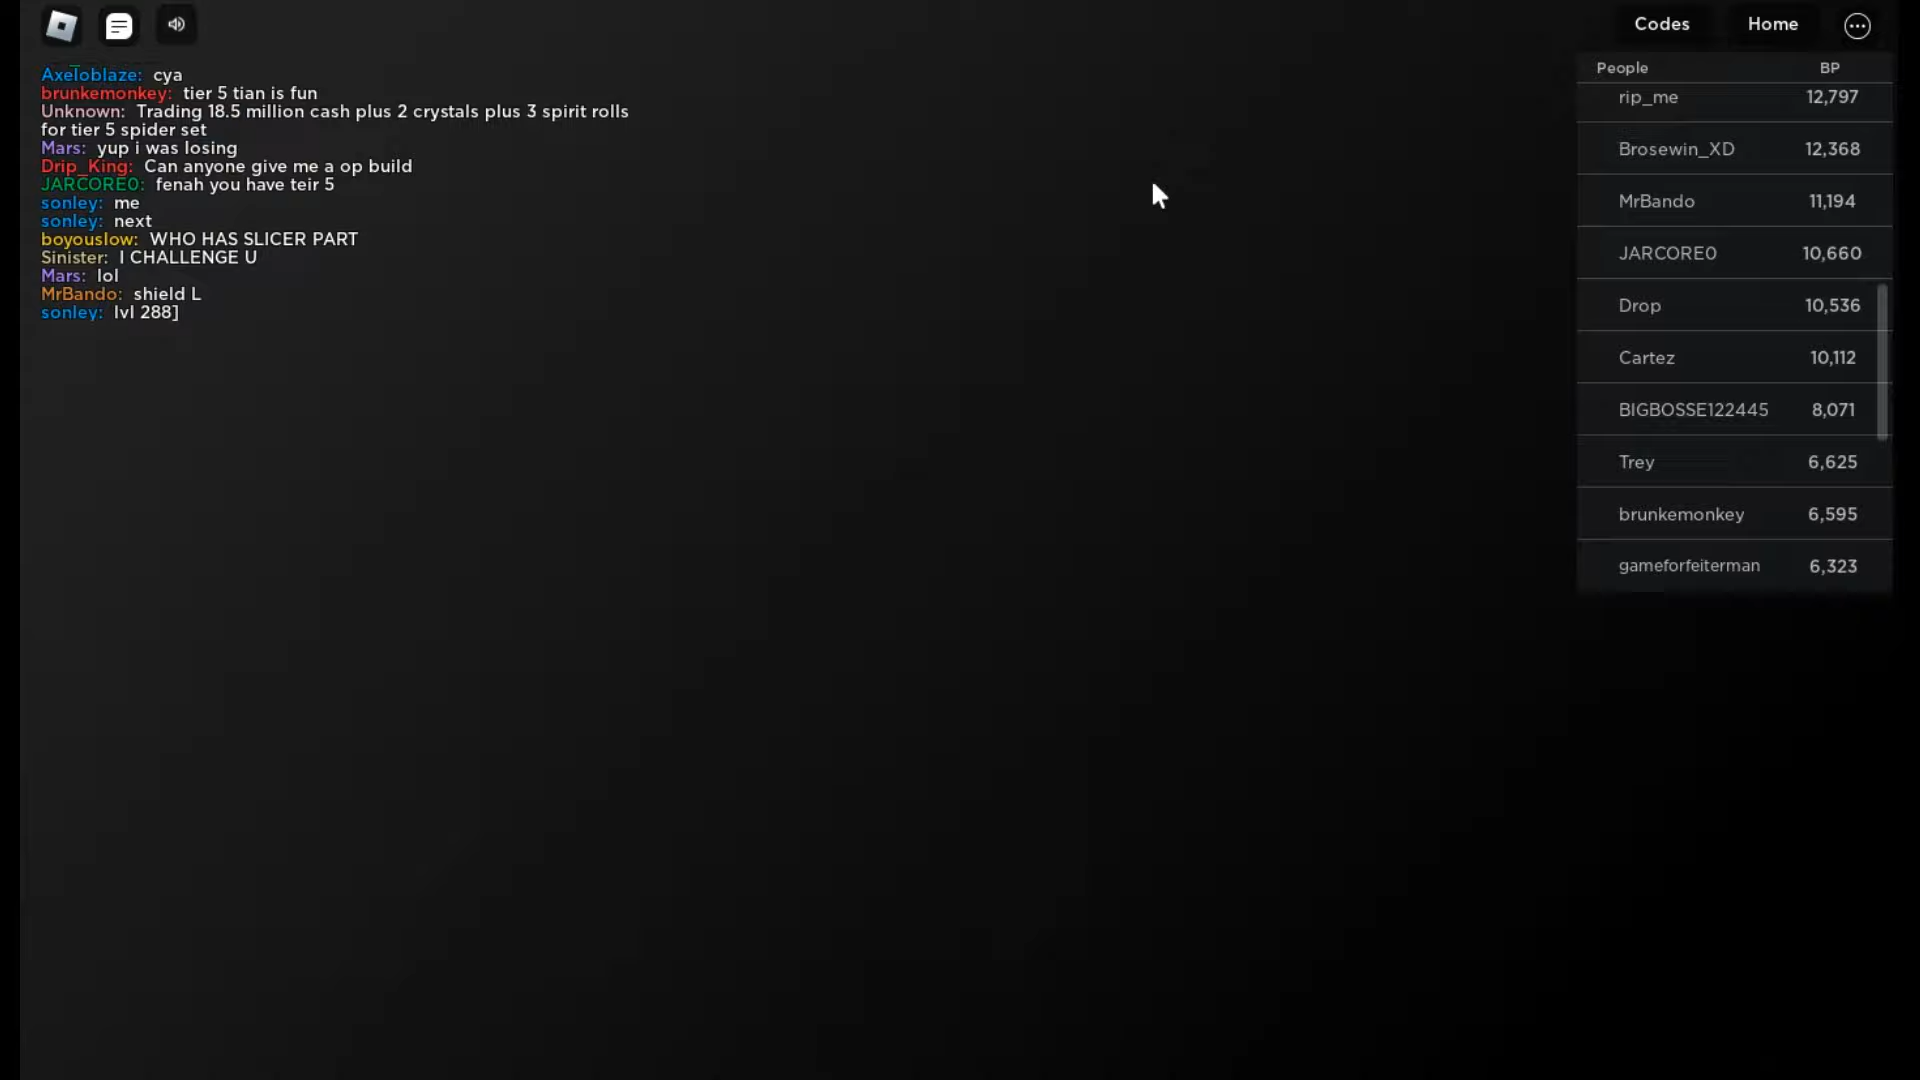 Codes Home
Axeloblaze: cya
brunkemonkey: tier 5 tian is fun
Unknown: Trading 18.5 million cash plus 2 crystals plus 3 spirit rolls
for tier 5 spider set
Mars: yup i was losing
Drip_King: Can anyone give me a op build
JARCORE0: fenah you have teir 5
sonley: me
sonley: next
boyouslow: WHO HAS SLICER PART
Sinister: I CHALLENGE U
Mars: lol
MrBando: shield L
sonley: lvl 288]
People BP
rip_me 12,797
Brosewin_XD 12,368
MrBando 11,194
JARCORE0 10,660
Drop 10,536
Cartez 10,112
BIGBOSSE122445 8,071
Trey 6,625
brunkemonkey 6,595
gameforfeiterman 6,323